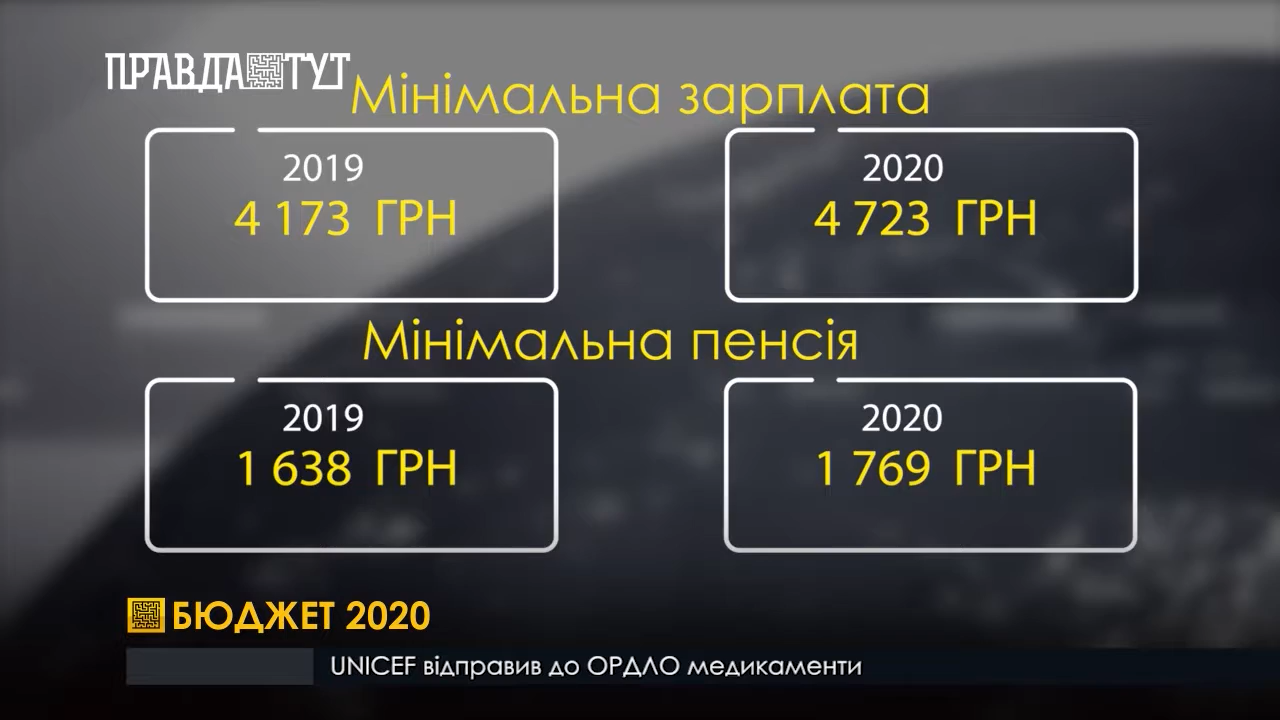 ПРАВДА ТУТ
Мінімальна зарплата
2019
4 173 ГРН
2020
4 723 ГРН
Мінімальна пенсія
2019
1 638 ГРН
2020
1 769 ГРН
БЮДЖЕТ 2020
UNICEF відправив до ОРДЛО медикаменти